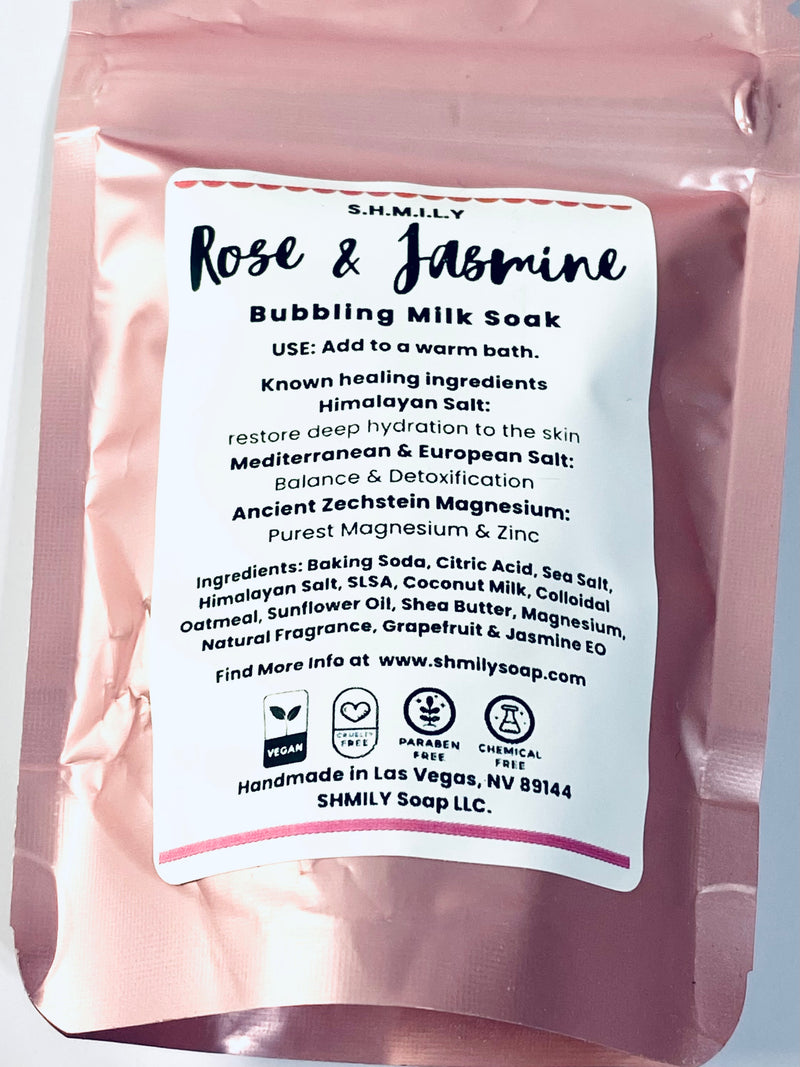 S.H.M.I.L.Y
Rose & Jasmine
Bubbling Milk Soak
USE: Add to a warm bath.
Known healing ingredients
Himalayan Salt:
restore deep hydration to the skin
Mediterranean & European Salt:
Balance & Detoxification
Ancient Zechstein Magnesium:
Purest Magnesium & Zinc
Ingredients: Baking Soda, Citric Acid, Sea Salt,
Himalayan Salt, SLSA, Coconut Milk, Colloidal
Oatmeal, Sunflower Oil, Shea Butter, Magnesium,
Natural Fragrance, Grapefruit & Jasmine EO
Find More Info at www.shmilysoap.com
VEGAN
CRUELTY
FREE
PARABEN
FREE
CHEMICAL
FREE
Handmade in Las Vegas, NV 89144
SHMILY Soap LLC.